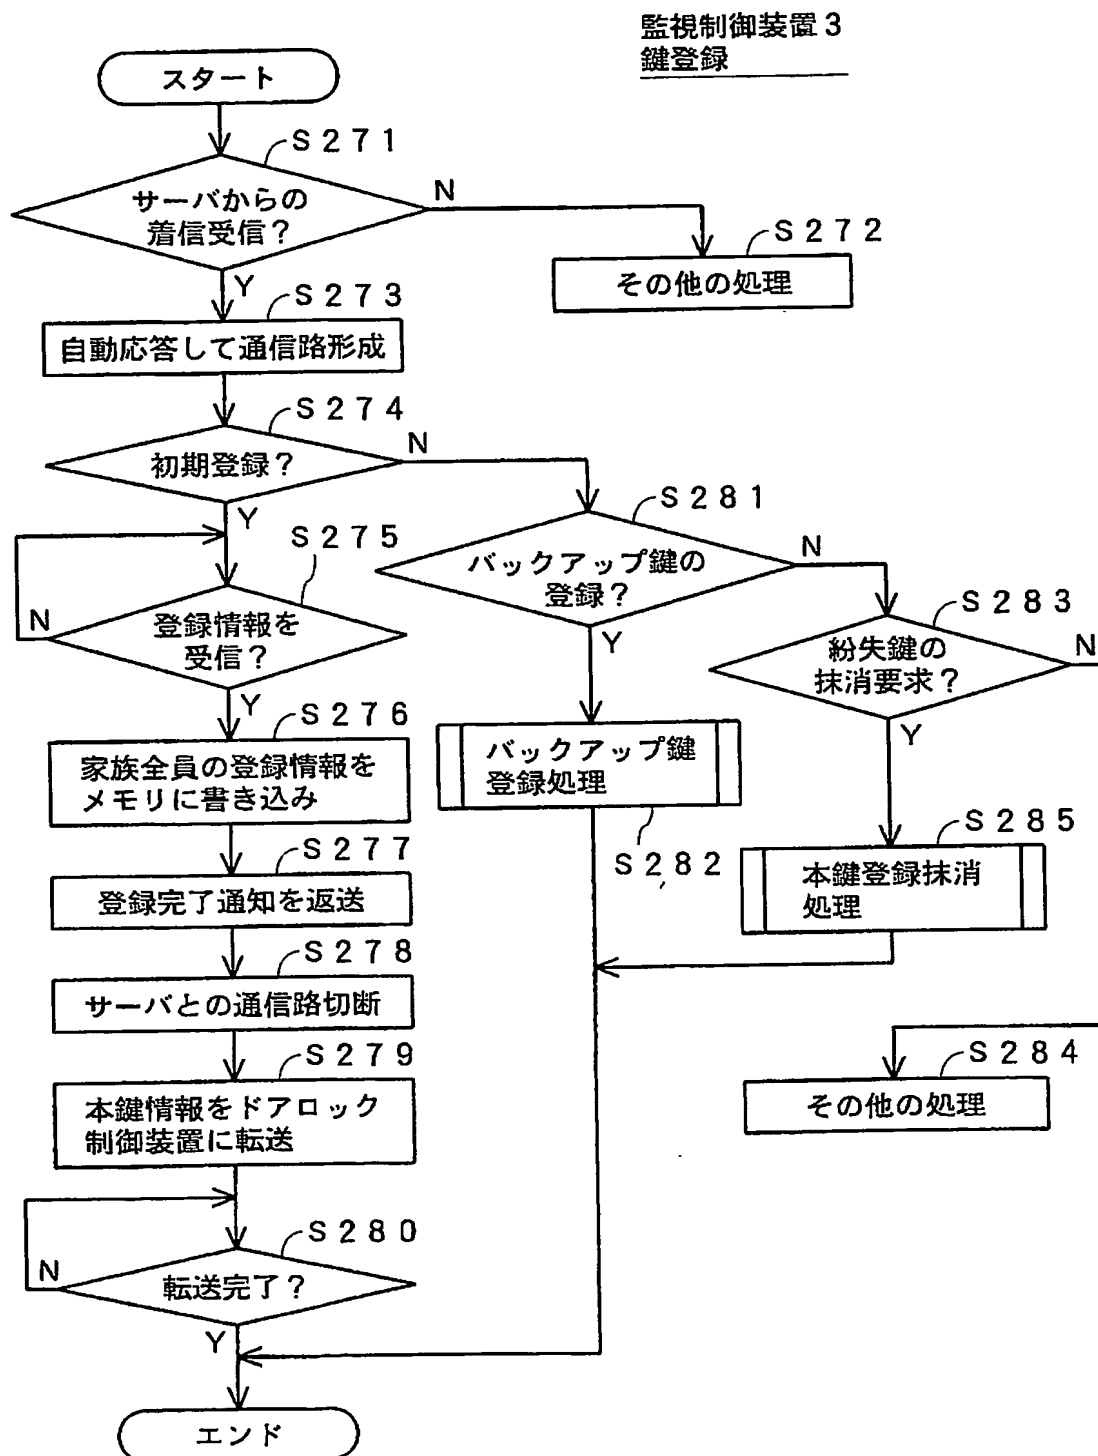 監視制御装置3
鍵登録
スタート
S271
サーバからの
着信受信?
N
Y
S272
その他の処理
S273
自動応答して通信路形成
S274
初期登録?
N
Y
S275
登録情報を
受信?
N
Y
S276
家族全員の登録情報を
メモリに書き込み
S277
登録完了通知を返送
S278
サーバとの通信路切断
S279
本鍵情報をドアロック
制御装置に転送
S280
転送完了?
N
Y
エンド
S281
バックアップ鍵の
登録?
N
Y
バックアップ鍵
登録処理
S282
S283
紛失鍵の
抹消要求?
N
Y
S285
本鍵登録抹消
処理
S284
その他の処理